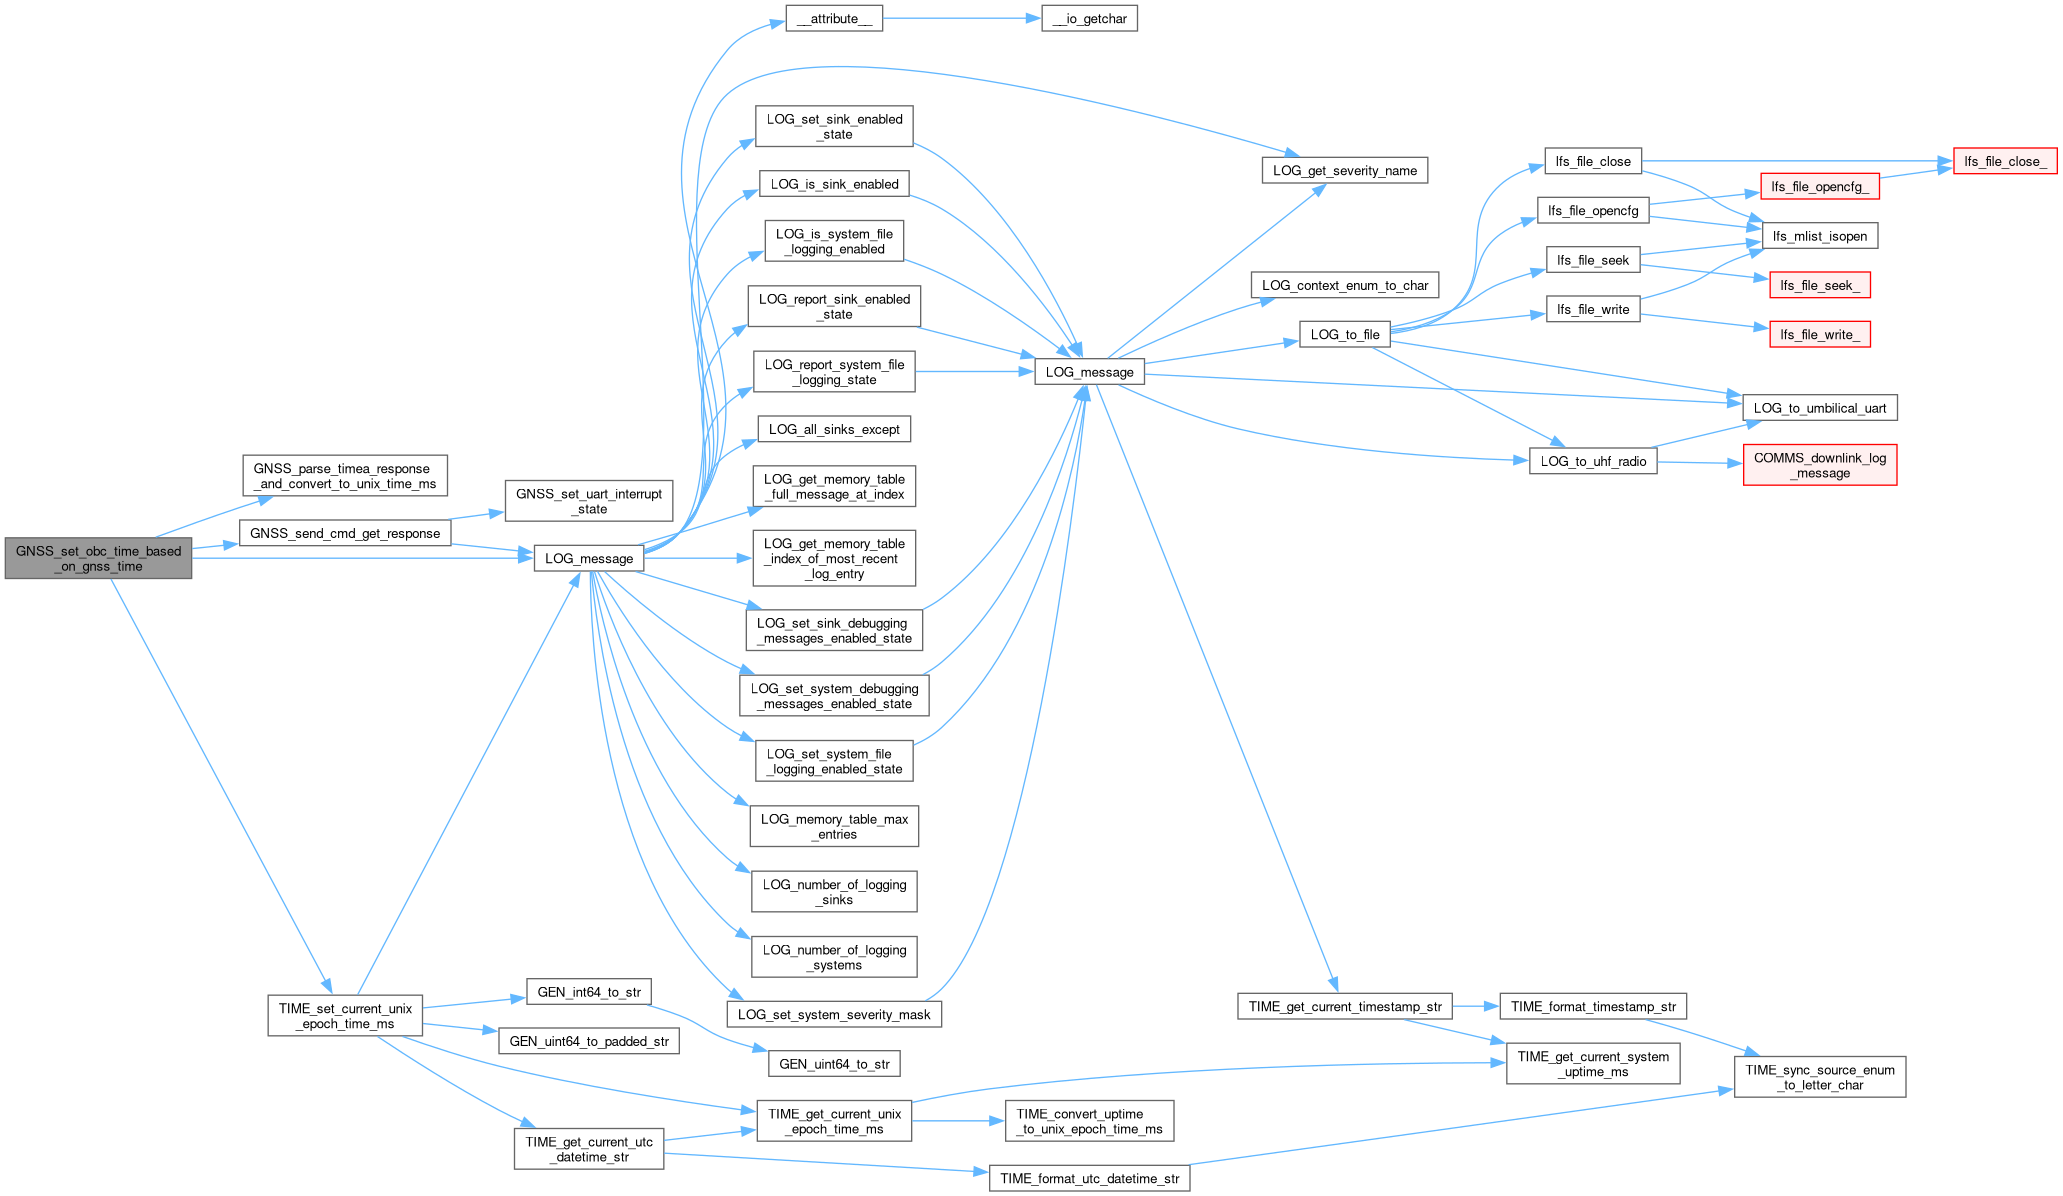 __attribute__
__io_getchar
LOG_set_sink_enabled
_state
LOG_is_sink_enabled
LOG_is_system_file
_logging_enabled
LOG_report_sink_enabled
_state
LOG_report_system_file
_logging_state
LOG_all_sinks_except
LOG_get_memory_table
_full_message_at_index
LOG_get_memory_table
_index_of_most_recent
_log_entry
LOG_set_sink_debugging
_messages_enabled_state
LOG_set_system_debugging
_messages_enabled_state
LOG_set_system_file
_logging_enabled_state
LOG_memory_table_max
_entries
LOG_number_of_logging
_sinks
LOG_number_of_logging
_systems
LOG_set_system_severity_mask
GNSS_set_obc_time_based
_on_gnss_time
GNSS_parse_timea_response
_and_convert_to_unix_time_ms
GNSS_send_cmd_get_response
GNSS_set_uart_interrupt
_state
LOG_message
TIME_set_current_unix
_epoch_time_ms
GEN_int64_to_str
GEN_uint64_to_padded_str
GEN_uint64_to_str
TIME_get_current_unix
_epoch_time_ms
TIME_get_current_utc
_datetime_str
TIME_convert_uptime
_to_unix_epoch_time_ms
TIME_format_utc_datetime_str
LOG_message
LOG_get_severity_name
LOG_context_enum_to_char
LOG_to_file
lfs_file_close
lfs_file_opencfg
lfs_file_seek
lfs_file_write
lfs_file_close_
lfs_file_opencfg_
lfs_mlist_isopen
lfs_file_seek_
lfs_file_write_
LOG_to_umbilical_uart
LOG_to_uhf_radio
COMMS_downlink_log
_message
TIME_get_current_timestamp_str
TIME_format_timestamp_str
TIME_get_current_system
_uptime_ms
TIME_sync_source_enum
_to_letter_char